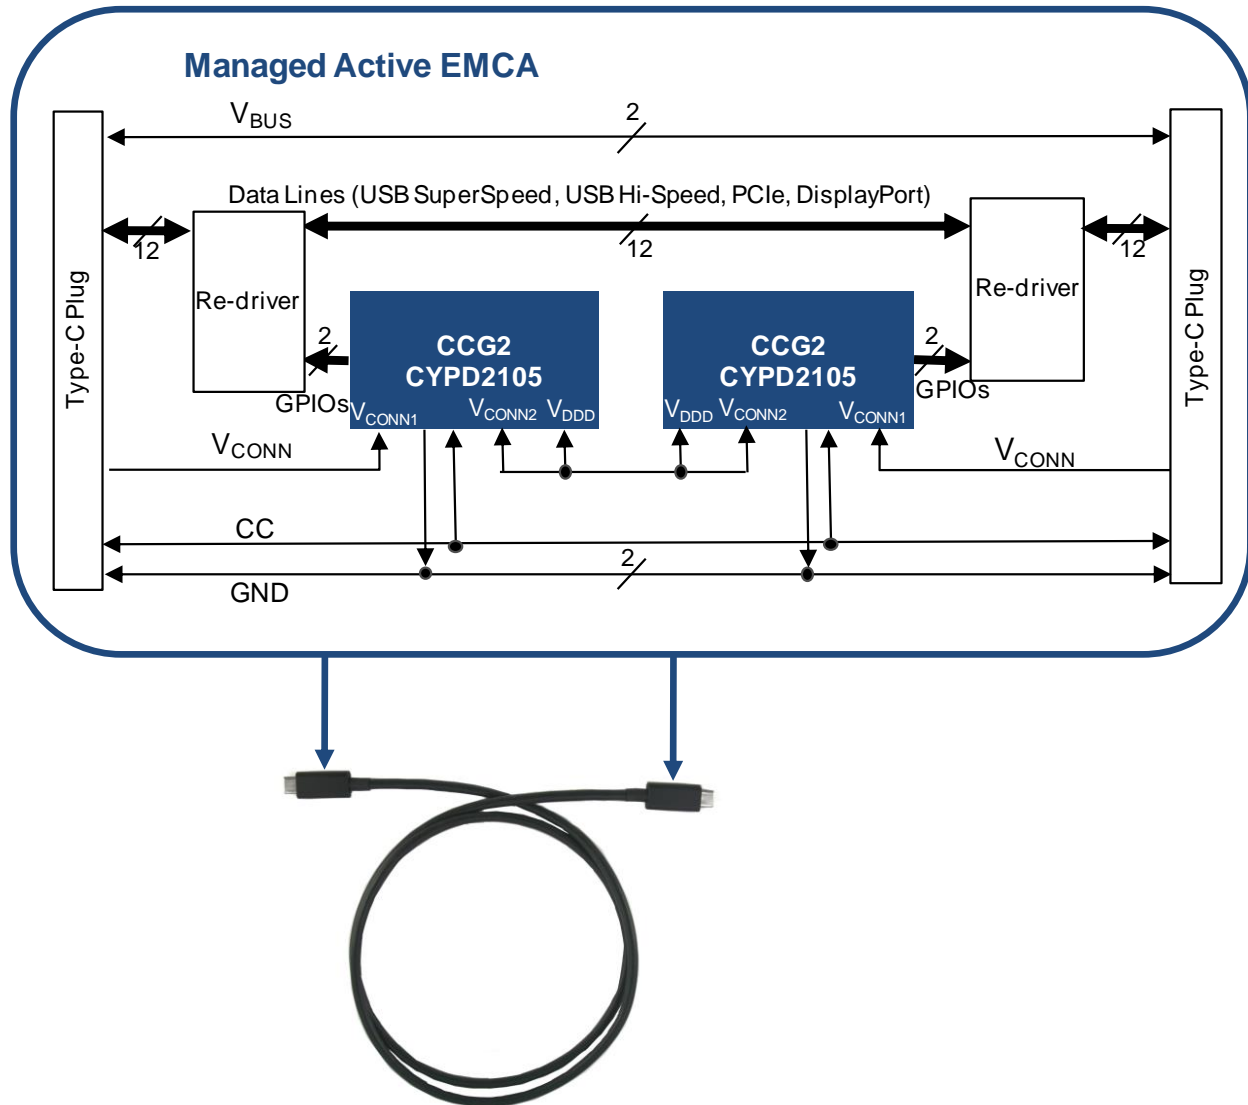 Managed Active EMCA
VBUS
2
Data Lines (USB SuperSpeed, USB Hi-Speed, PCIe, DisplayPort)
12
12
12
Type-C Plug
Re-driver
Re-driver
Type-C Plug
2
CCG2
CYPD2105
CCG2
CYPD2105
2
GPIOs
GPIOs
VCONN1
VCONN2
VDDD
VDDD
VCONN2
VCONN1
VCONN
VCONN
CC
2
GND